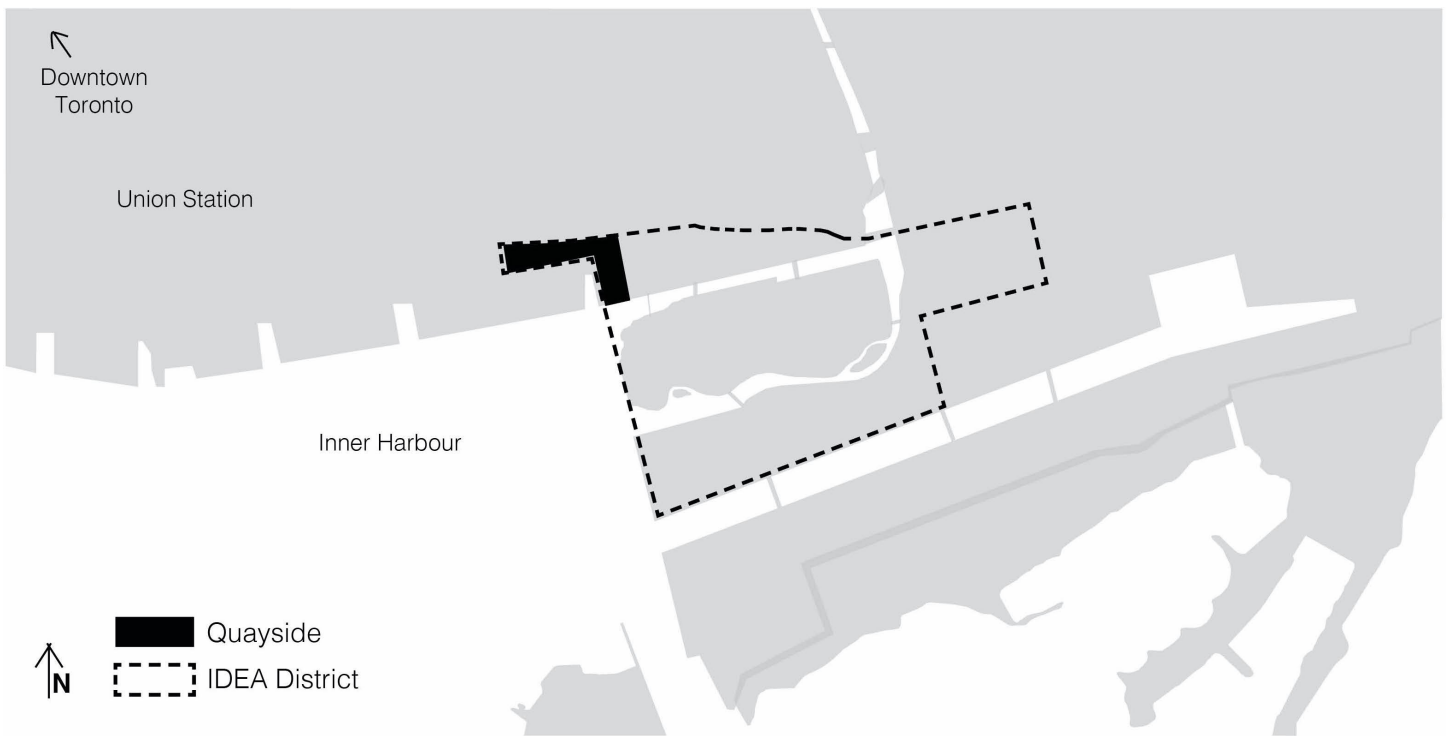 Downtown
Toronto
Union Station
Inner Harbour
Quayside
IDEA District
N